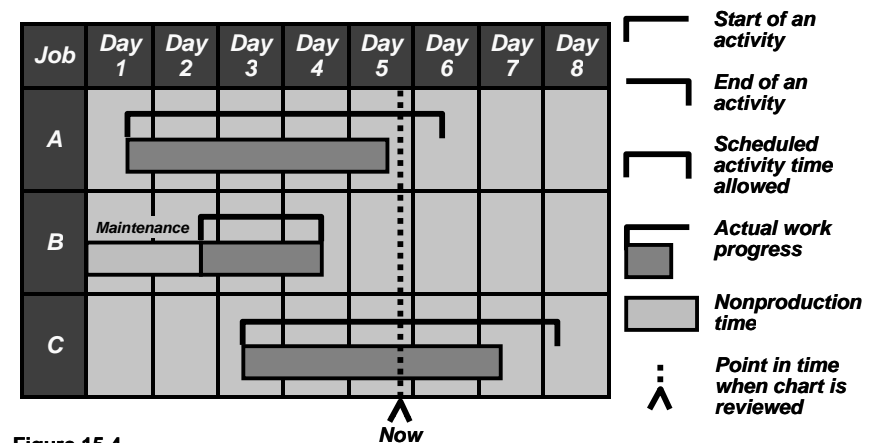 Job
Day 1
Day 2
Day 3
Day 4
Day 5
Day 6
Day 7
Day 8
A
B
Maintenance
C
Now
Start of an
activity
End of an
activity
Scheduled
activity time
allowed
Actual work
progress
Nonproduction
time
Point in time
when chart is
reviewed
Figure 15.4